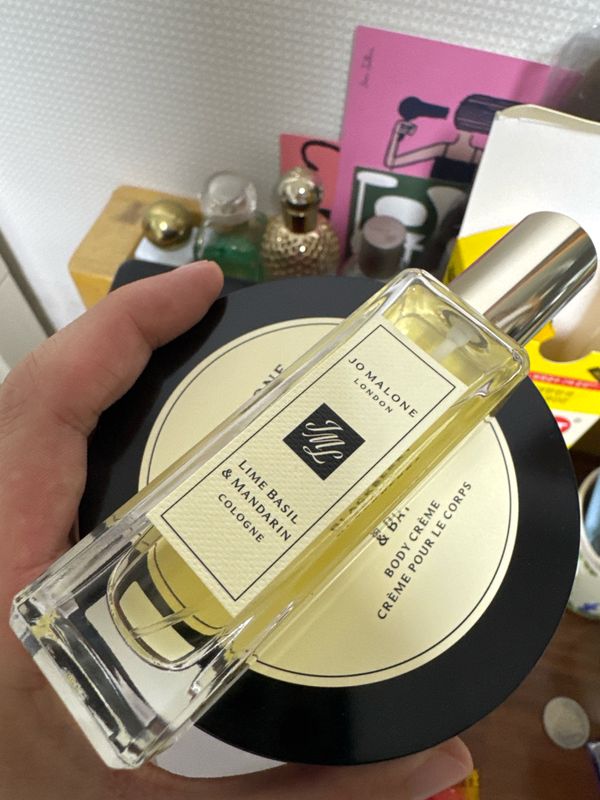 JO MALONE
LONDON
JML
LIME BASIL
& MANDARIN
COLOGNE
BODY CRÈME
CRÈME POUR LE CORPS